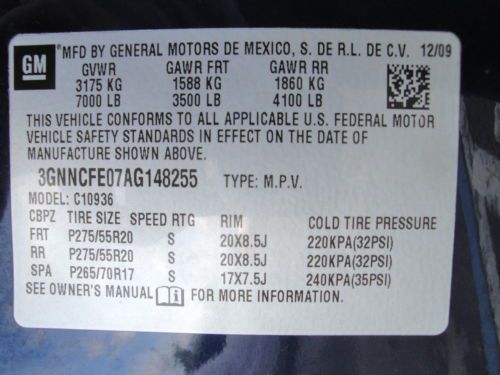 GM
MFD BY GENERAL MOTORS DE MEXICO, S. DE R.L. DE C.V. 12/09
GVWR GAWR FRT GAWR RR
3175 KG 1588 KG 1860 KG
7000 LB 3500 LB 4100 LB
THIS VEHICLE CONFORMS TO ALL APPLICABLE U.S. FEDERAL MOTOR
VEHICLE SAFETY STANDARDS IN EFFECT ON THE DATE OF
MANUFACTURE SHOWN ABOVE.
3GNNCFE07AG148255 TYPE: M.P.V.
MODEL: C10936
CBPZ TIRE SIZE SPEED RTG RIM COLD TIRE PRESSURE
FRT P275/55R20 S 20X8.5J 220KPA(32PSI)
RR P275/55R20 S 20X8.5J 220KPA(32PSI)
SPA P265/70R17 S 17X7.5J 240KPA(35PSI)
SEE OWNER'S MANUAL FOR MORE INFORMATION.